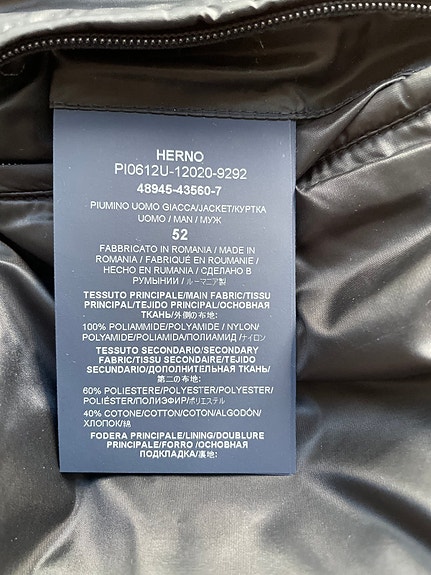 HERNO
PI0612U-12020-9292
48945-43560-7
PIUMINO UOMO GIACCA/JACKET/КУРТКА
UOMO / MAN / МУЖ
52
FABBRICATO IN ROMANIA / MADE IN
ROMANIA / FABRIQUÉ EN ROUMANIE /
HECHO EN RUMANIA / СДЕЛАНО В
РУМЫНИИ / ルーマニア製
TESSUTO PRINCIPALE/MAIN FABRIC/TISSU
PRINCIPAL/TEJIDO PRINCIPAL/ОСНОВНАЯ
ТКАНЬ/外側の布地:
100% POLIAMMIDE/POLYAMIDE / NYLON/
POLYAMIDE/POLIAMIDA/ПОЛИАМИД /ナイロン
TESSUTO SECONDARIO/SECONDARY
FABRIC/TISSU SECONDAIRE/TEJIDO
SECUNDARIO/ДОПОЛНИТЕЛЬНАЯ ТКАНЬ/
第二の布地:
60% POLIESTERE/POLYESTER/POLYESTER/
POLIÉSTER/ПОЛИЭФИР/ポリエステル
40% COTONE/COTTON/COTON/ALGODÓN/
ХЛОПОК/綿
FODERA PRINCIPALE/LINING/DOUBLURE
PRINCIPALE/FORRO /ОСНОВНАЯ
ПОДКЛАДКА/裏地: